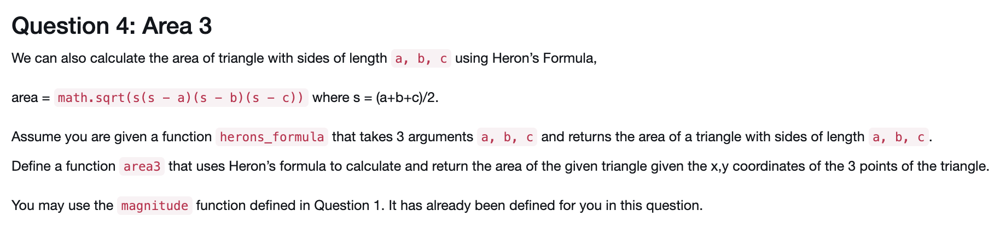 Question 4: Area 3
We can also calculate the area of triangle with sides of length a, b, c using Heron’s Formula,
area = math.sqrt(s(s − a)(s − b)(s − c)) where s = (a+b+c)/2.
Assume you are given a function herons_formula that takes 3 arguments a, b, c and returns the area of a triangle with sides of length a, b, c.
Define a function area3 that uses Heron’s formula to calculate and return the area of the given triangle given the x,y coordinates of the 3 points of the triangle.
You may use the magnitude function defined in Question 1. It has already been defined for you in this question.